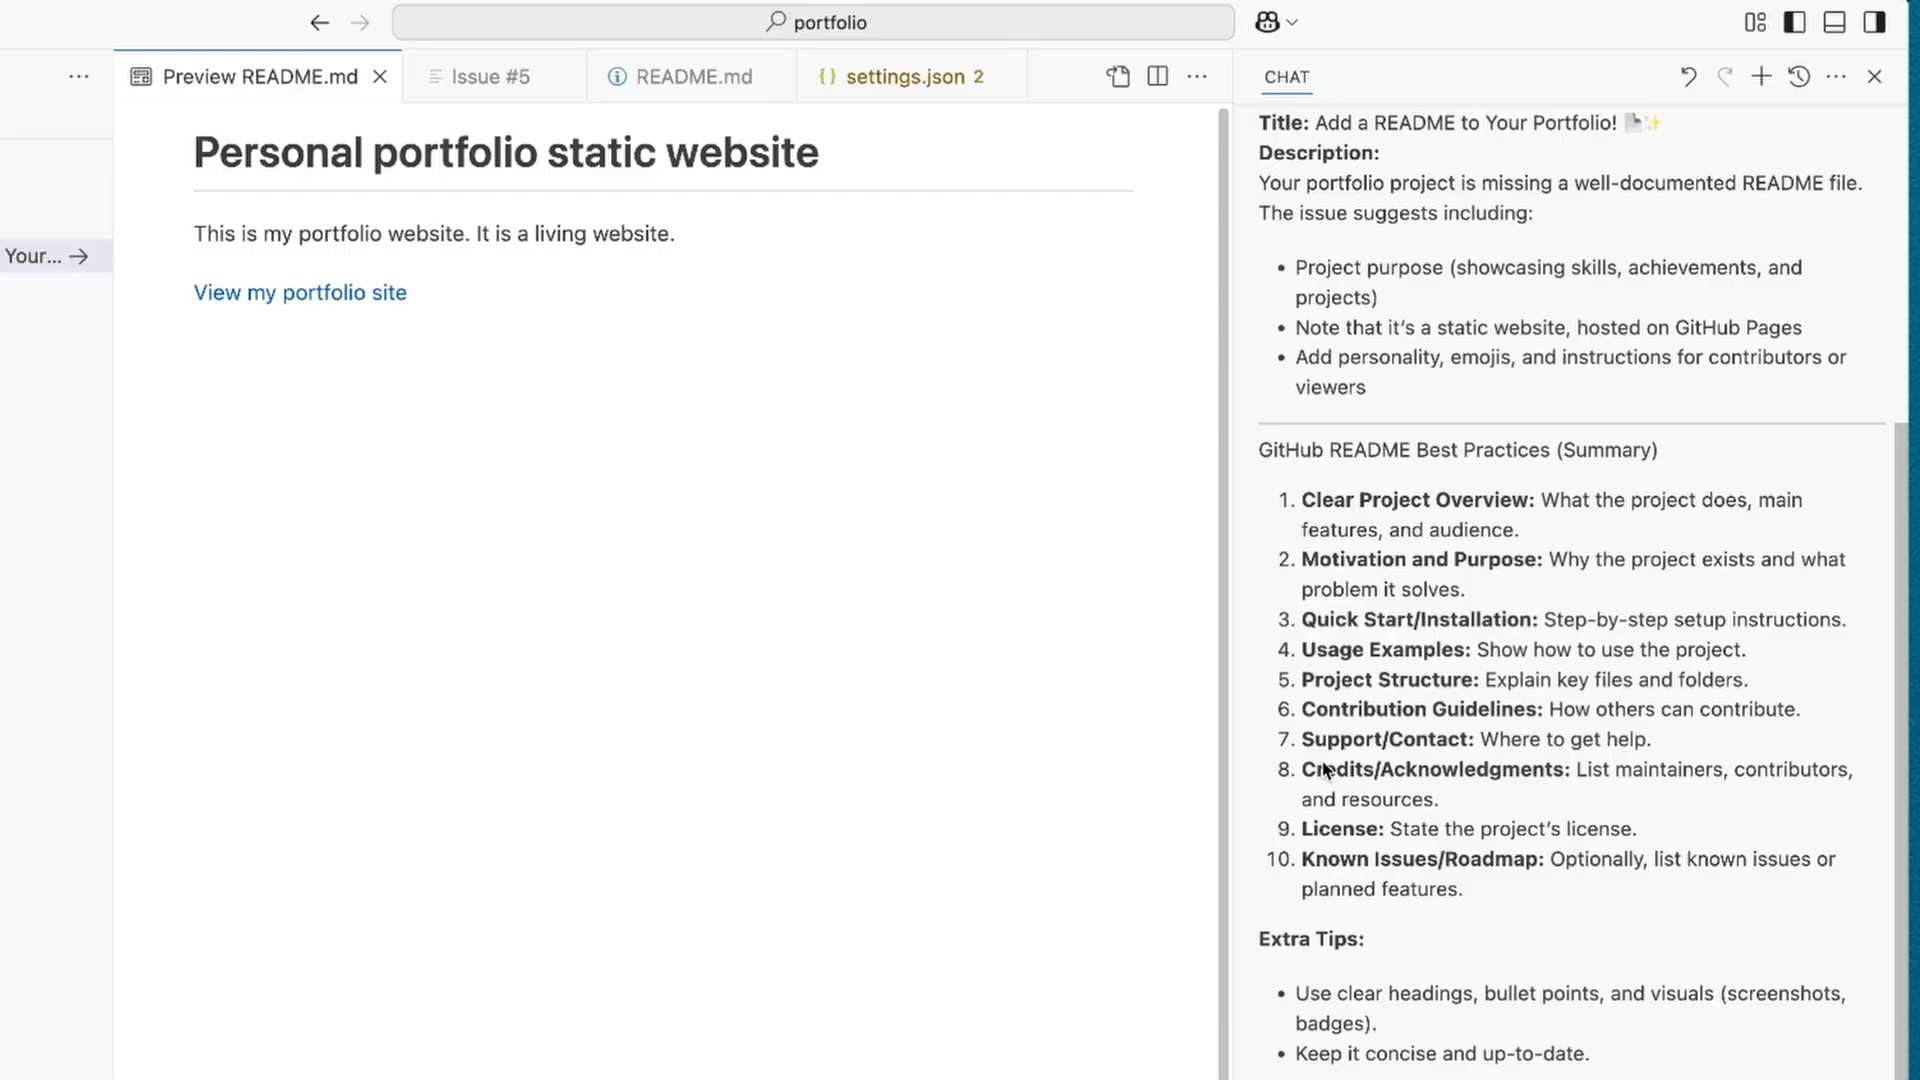 portfolio
Preview README.md
Issue #5
README.md
{} settings.json 2
CHAT
Your...
Personal portfolio static website
This is my portfolio website. It is a living website.
View my portfolio site
Title: Add a README to Your Portfolio! 📄✨
Description:
Your portfolio project is missing a well-documented README file.
The issue suggests including:
• Project purpose (showcasing skills, achievements, and
projects)
• Note that it’s a static website, hosted on GitHub Pages
• Add personality, emojis, and instructions for contributors or
viewers
GitHub README Best Practices (Summary)
1. Clear Project Overview: What the project does, main
features, and audience.
2. Motivation and Purpose: Why the project exists and what
problem it solves.
3. Quick Start/Installation: Step-by-step setup instructions.
4. Usage Examples: Show how to use the project.
5. Project Structure: Explain key files and folders.
6. Contribution Guidelines: How others can contribute.
7. Support/Contact: Where to get help.
8. Credits/Acknowledgments: List maintainers, contributors,
and resources.
9. License: State the project’s license.
10. Known Issues/Roadmap: Optionally, list known issues or
planned features.
Extra Tips:
• Use clear headings, bullet points, and visuals (screenshots,
badges).
• Keep it concise and up-to-date.